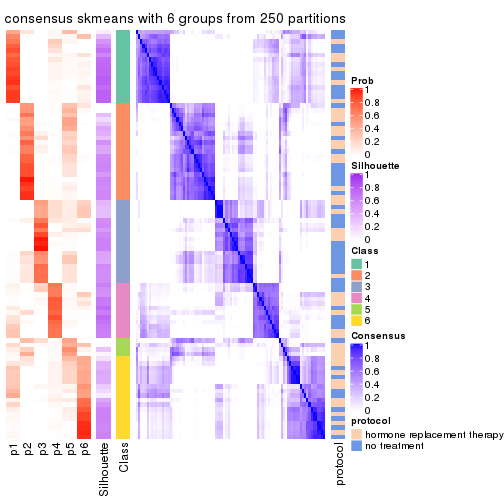 consensus skmeans with 6 groups from 250 partitions
Prob
1
0.8
0.6
0.4
0.2
0
Silhouette
1
0.8
0.6
0.4
0.2
0
Class
1
2
3
4
5
6
Consensus
1
0.8
0.6
0.4
0.2
0
protocol
hormone replacement therapy
no treatment
p1
p2
p3
p4
p5
p6
Silhouette
Class
protocol